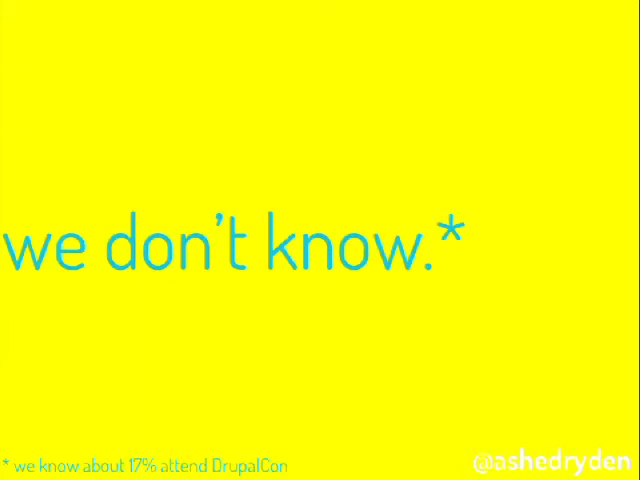 we don't know.*
* we know about 17% attend DrupalCon
@ashedryden